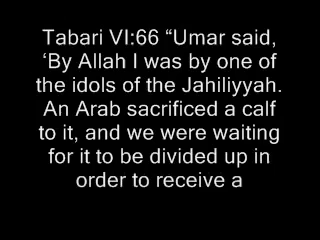 Tabari VI:66 “Umar said,
‘By Allah I was by one of
the idols of the Jahiliyyah.
An Arab sacrificed a calf
to it, and we were waiting
for it to be divided up in
order to receive a